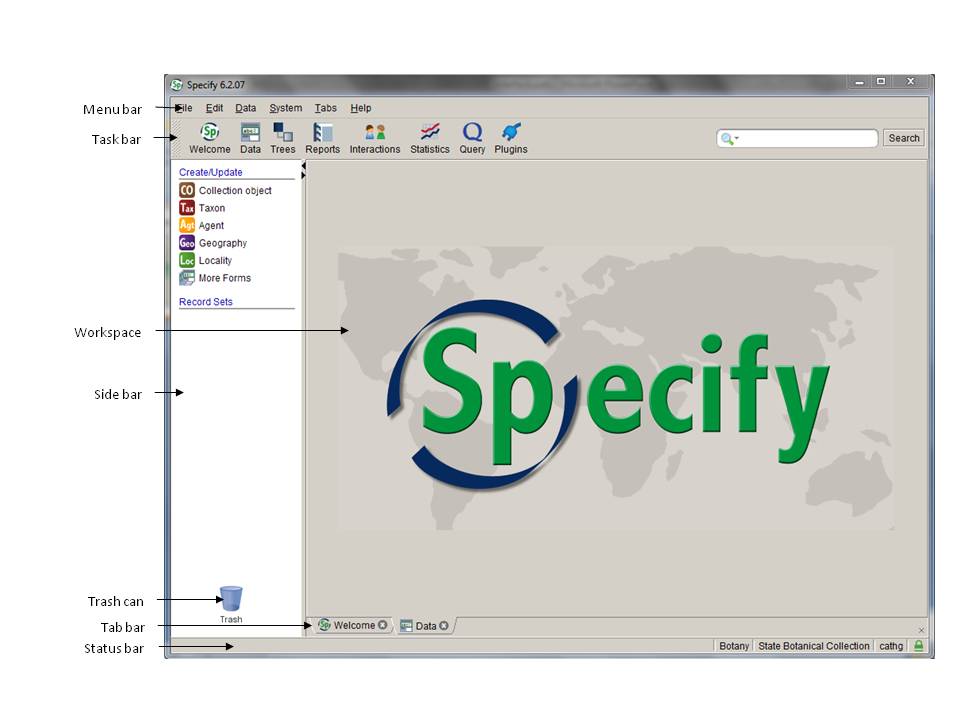 Specify 6.2.07
Menu bar
File Edit Data System Tabs Help
Task bar
Welcome Data Trees Reports Interactions Statistics Query Plugins
Search
Create/Update
CO Collection object
Tax Taxon
Agt Agent
Geo Geography
Loc Locality
More Forms
Record Sets
Workspace
Specify
Side bar
Trash can
Trash
Tab bar
Welcome Data
Status bar
Botany State Botanical Collection cathg